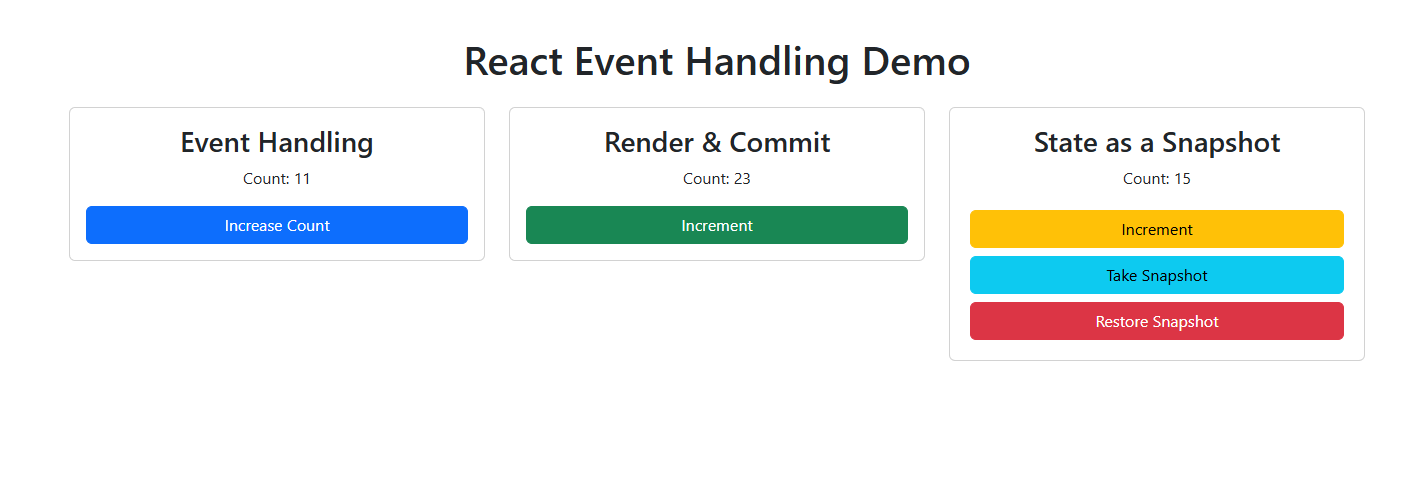 React Event Handling Demo
Event Handling
Count: 11
Increase Count
Render & Commit
Count: 23
Increment
State as a Snapshot
Count: 15
Increment
Take Snapshot
Restore Snapshot